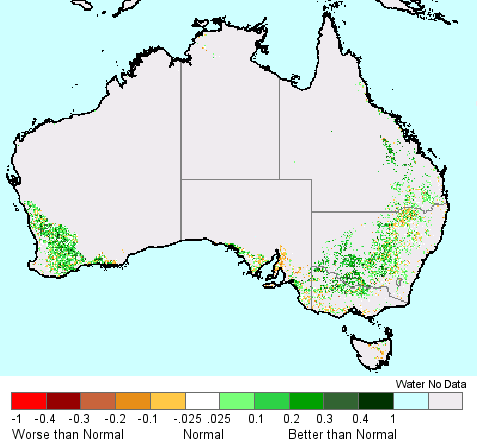 Water No Data
-1 -0.4 -0.3 -0.2 -0.1 -.025 .025 0.1 0.2 0.3 0.4 1
Worse than Normal Normal Better than Normal